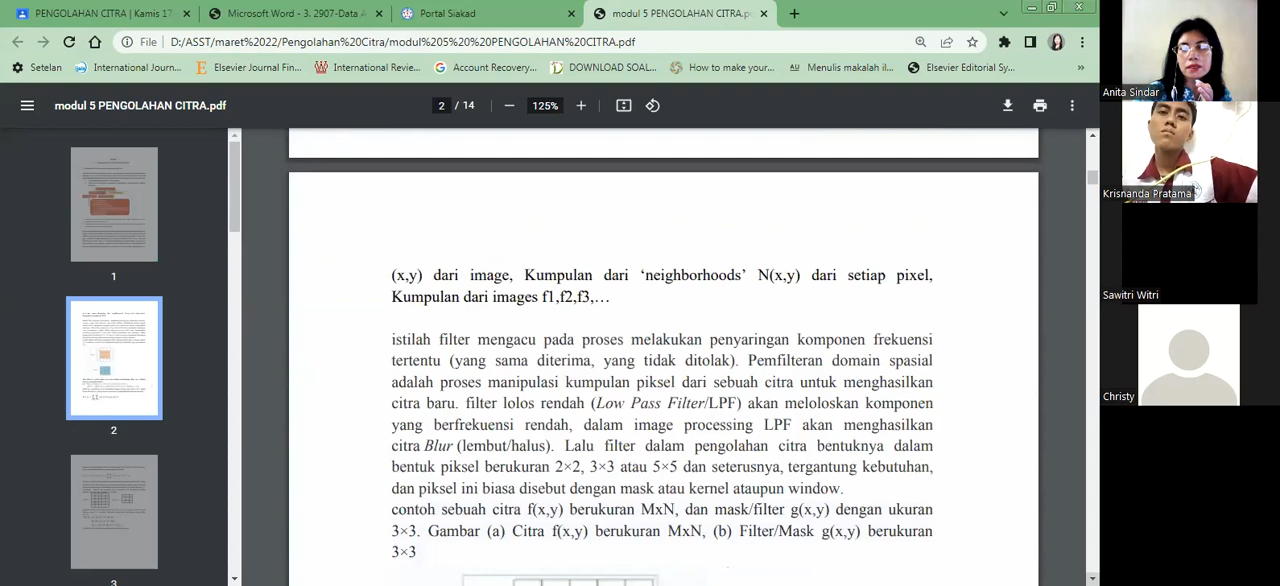 PENGOLAHAN CITRA | Kamis 17-
Microsoft Word - 3. 2907-Data A
Portal Siakad
modul 5 PENGOLAHAN CITRA.p
File D:/ASST/maret%2022/Pengolahan%20Citra/modul%205%20%20PENGOLAHAN%20CITRA.pdf
Setelan
International Journ...
Elsevier Journal Fin...
International Revie...
Account Recovery...
DOWNLOAD SOAL...
How to make your...
Menulis makalah il...
Elsevier Editorial Sy...
»
modul 5 PENGOLAHAN CITRA.pdf
2 / 14
125%
1
2
3
(x,y) dari image, Kumpulan dari ‘neighborhoods’ N(x,y) dari setiap pixel,
Kumpulan dari images f1,f2,f3,…
istilah filter mengacu pada proses melakukan penyaringan komponen frekuensi
tertentu (yang sama diterima, yang tidak ditolak). Pemfilteran domain spasial
adalah proses manipulasi kumpulan piksel dari sebuah citra untuk menghasilkan
citra baru. filter lolos rendah (Low Pass Filter/LPF) akan meloloskan komponen
yang berfrekuensi rendah, dalam image processing LPF akan menghasilkan
citra Blur (lembut/halus). Lalu filter dalam pengolahan citra bentuknya dalam
bentuk piksel berukuran 2×2, 3×3 atau 5×5 dan seterusnya, tergantung kebutuhan,
dan piksel ini biasa disebut dengan mask atau kernel ataupun window.
contoh sebuah citra f(x,y) berukuran MxN, dan mask/filter g(x,y) dengan ukuran
3×3. Gambar (a) Citra f(x,y) berukuran MxN, (b) Filter/Mask g(x,y) berukuran
3×3
Anita Sindar
Krisnanda Pratama
Sawitri Witri
Christy